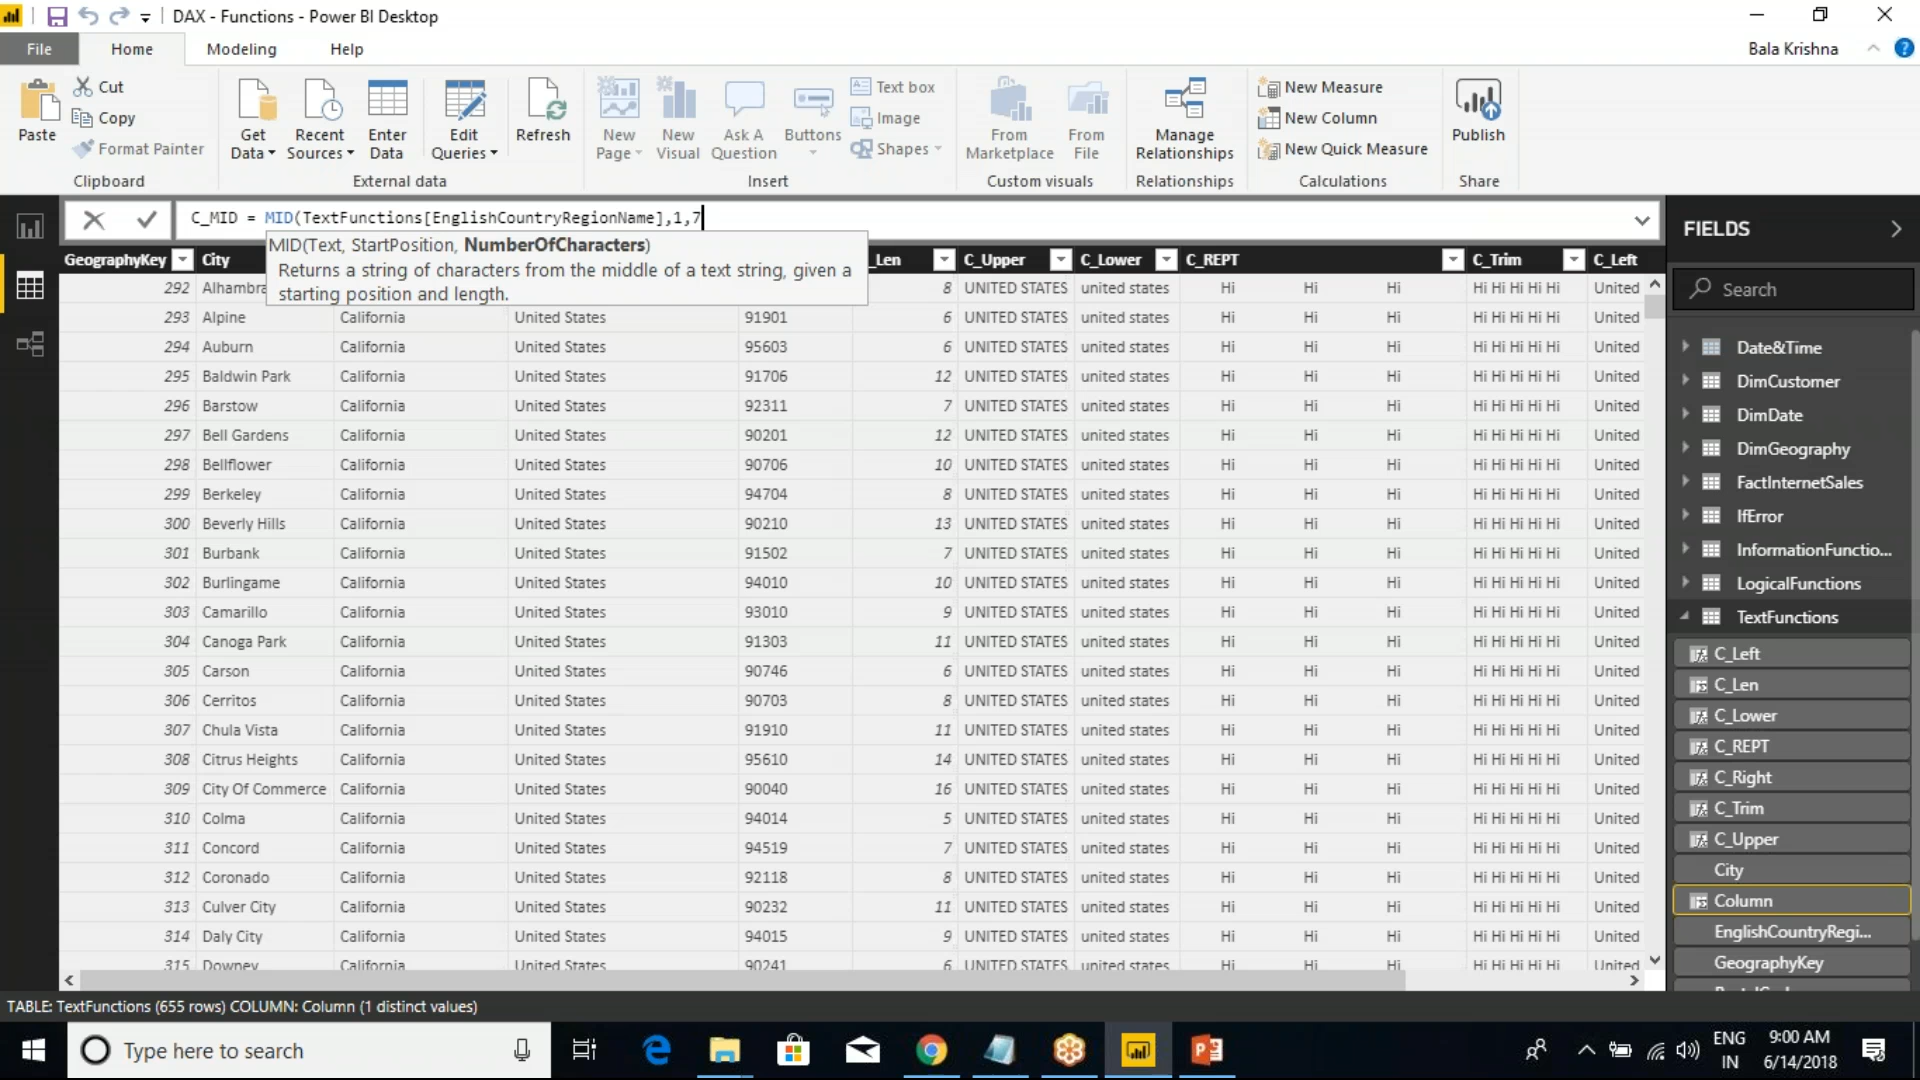 DAX - Functions - Power BI Desktop
File Home Modeling Help Bala Krishna
Paste Cut Copy Format Painter
Clipboard
Get Data Recent Sources Enter Data Edit Queries Refresh
External data
New Page New Visual Ask A Question Buttons Text box Image Shapes
Insert
From Marketplace From File
Custom visuals
Manage Relationships
Relationships
New Measure
New Column
New Quick Measure
Calculations
Publish
Share
C_MID = MID(TextFunctions[EnglishCountryRegionName],1,7
MID(Text, StartPosition, NumberOfCharacters)
Returns a string of characters from the middle of a text string, given a
starting position and length.
GeographyKey City _Len C_Upper C_Lower C_REPT C_Trim C_Left
292 Alhambra 8 UNITED STATES united states Hi Hi Hi Hi Hi Hi Hi Hi United
293 Alpine California United States 91901 6 UNITED STATES united states Hi Hi Hi Hi Hi Hi Hi Hi United
294 Auburn California United States 95603 6 UNITED STATES united states Hi Hi Hi Hi Hi Hi Hi Hi United
295 Baldwin Park California United States 91706 12 UNITED STATES united states Hi Hi Hi Hi Hi Hi Hi Hi United
296 Barstow California United States 92311 7 UNITED STATES united states Hi Hi Hi Hi Hi Hi Hi Hi United
297 Bell Gardens California United States 90201 12 UNITED STATES united states Hi Hi Hi Hi Hi Hi Hi Hi United
298 Bellflower California United States 90706 10 UNITED STATES united states Hi Hi Hi Hi Hi Hi Hi Hi United
299 Berkeley California United States 94704 8 UNITED STATES united states Hi Hi Hi Hi Hi Hi Hi Hi United
300 Beverly Hills California United States 90210 13 UNITED STATES united states Hi Hi Hi Hi Hi Hi Hi Hi United
301 Burbank California United States 91502 7 UNITED STATES united states Hi Hi Hi Hi Hi Hi Hi Hi United
302 Burlingame California United States 94010 10 UNITED STATES united states Hi Hi Hi Hi Hi Hi Hi Hi United
303 Camarillo California United States 93010 9 UNITED STATES united states Hi Hi Hi Hi Hi Hi Hi Hi United
304 Canoga Park California United States 91303 11 UNITED STATES united states Hi Hi Hi Hi Hi Hi Hi Hi United
305 Carson California United States 90746 6 UNITED STATES united states Hi Hi Hi Hi Hi Hi Hi Hi United
306 Cerritos California United States 90703 8 UNITED STATES united states Hi Hi Hi Hi Hi Hi Hi Hi United
307 Chula Vista California United States 91910 11 UNITED STATES united states Hi Hi Hi Hi Hi Hi Hi Hi United
308 Citrus Heights California United States 95610 14 UNITED STATES united states Hi Hi Hi Hi Hi Hi Hi Hi United
309 City Of Commerce California United States 90040 16 UNITED STATES united states Hi Hi Hi Hi Hi Hi Hi Hi United
310 Colma California United States 94014 5 UNITED STATES united states Hi Hi Hi Hi Hi Hi Hi Hi United
311 Concord California United States 94519 7 UNITED STATES united states Hi Hi Hi Hi Hi Hi Hi Hi United
312 Coronado California United States 92118 8 UNITED STATES united states Hi Hi Hi Hi Hi Hi Hi Hi United
313 Culver City California United States 90232 11 UNITED STATES united states Hi Hi Hi Hi Hi Hi Hi Hi United
314 Daly City California United States 94015 9 UNITED STATES united states Hi Hi Hi Hi Hi Hi Hi Hi United
315 Downey California United States 90241 6 UNITED STATES united states Hi Hi Hi Hi Hi Hi Hi Hi United
FIELDS
Search
Date&Time
DimCustomer
DimDate
DimGeography
FactInternetSales
IfError
InformationFunctio...
LogicalFunctions
TextFunctions
C_Left
C_Len
C_Lower
C_REPT
C_Right
C_Trim
C_Upper
City
Column
EnglishCountryRegi...
GeographyKey
TABLE: TextFunctions (655 rows) COLUMN: Column (1 distinct values)
Type here to search
ENG
IN
9:00 AM
6/14/2018